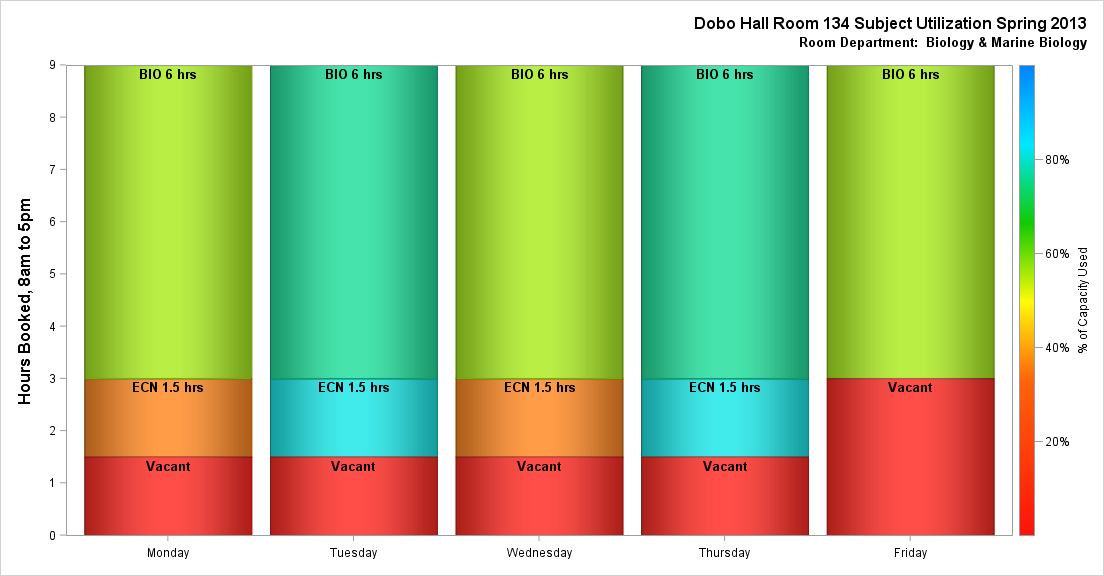 Dobo Hall Room 134 Subject Utilization Spring 2013
Room Department: Biology & Marine Biology
Hours Booked, 8am to 5pm
9
8
7
6
5
4
3
2
1
0
BIO 6 hrs
BIO 6 hrs
BIO 6 hrs
BIO 6 hrs
BIO 6 hrs
ECN 1.5 hrs
ECN 1.5 hrs
ECN 1.5 hrs
ECN 1.5 hrs
Vacant
Vacant
Vacant
Vacant
Vacant
Monday
Tuesday
Wednesday
Thursday
Friday
80%
60%
40%
20%
% of Capacity Used